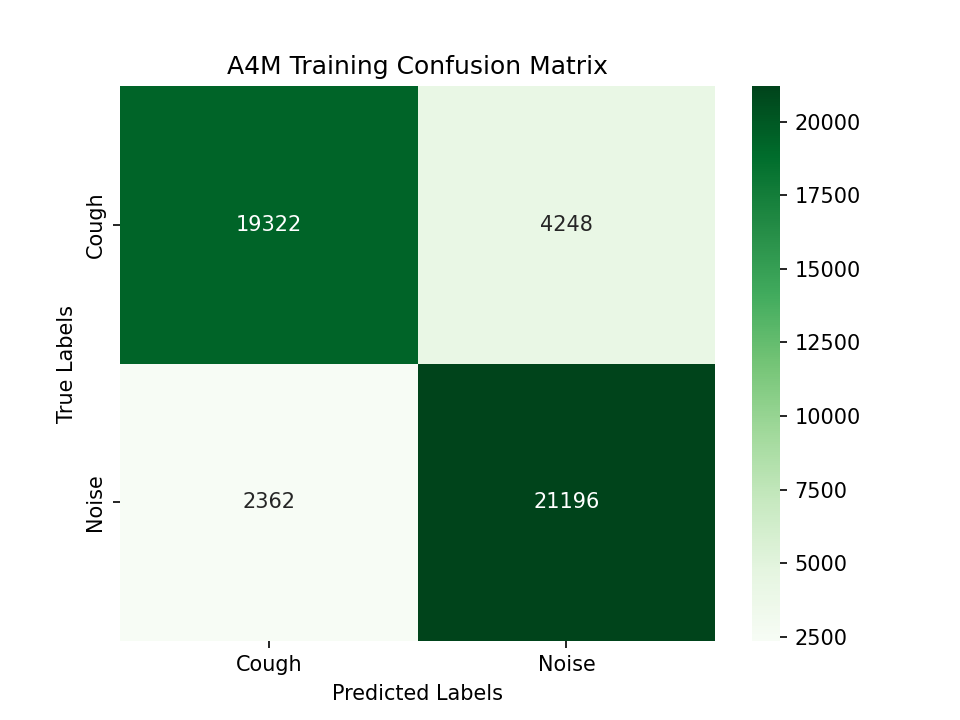 A4M Training Confusion Matrix
True Labels
Cough
Noise
19322
4248
2362
21196
Cough
Noise
Predicted Labels
20000
17500
15000
12500
10000
7500
5000
2500